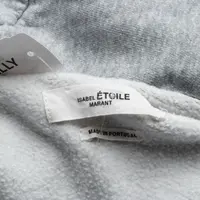 LLY
ISABEL ÉTOILE
MARANT
MADE IN PORTUGAL